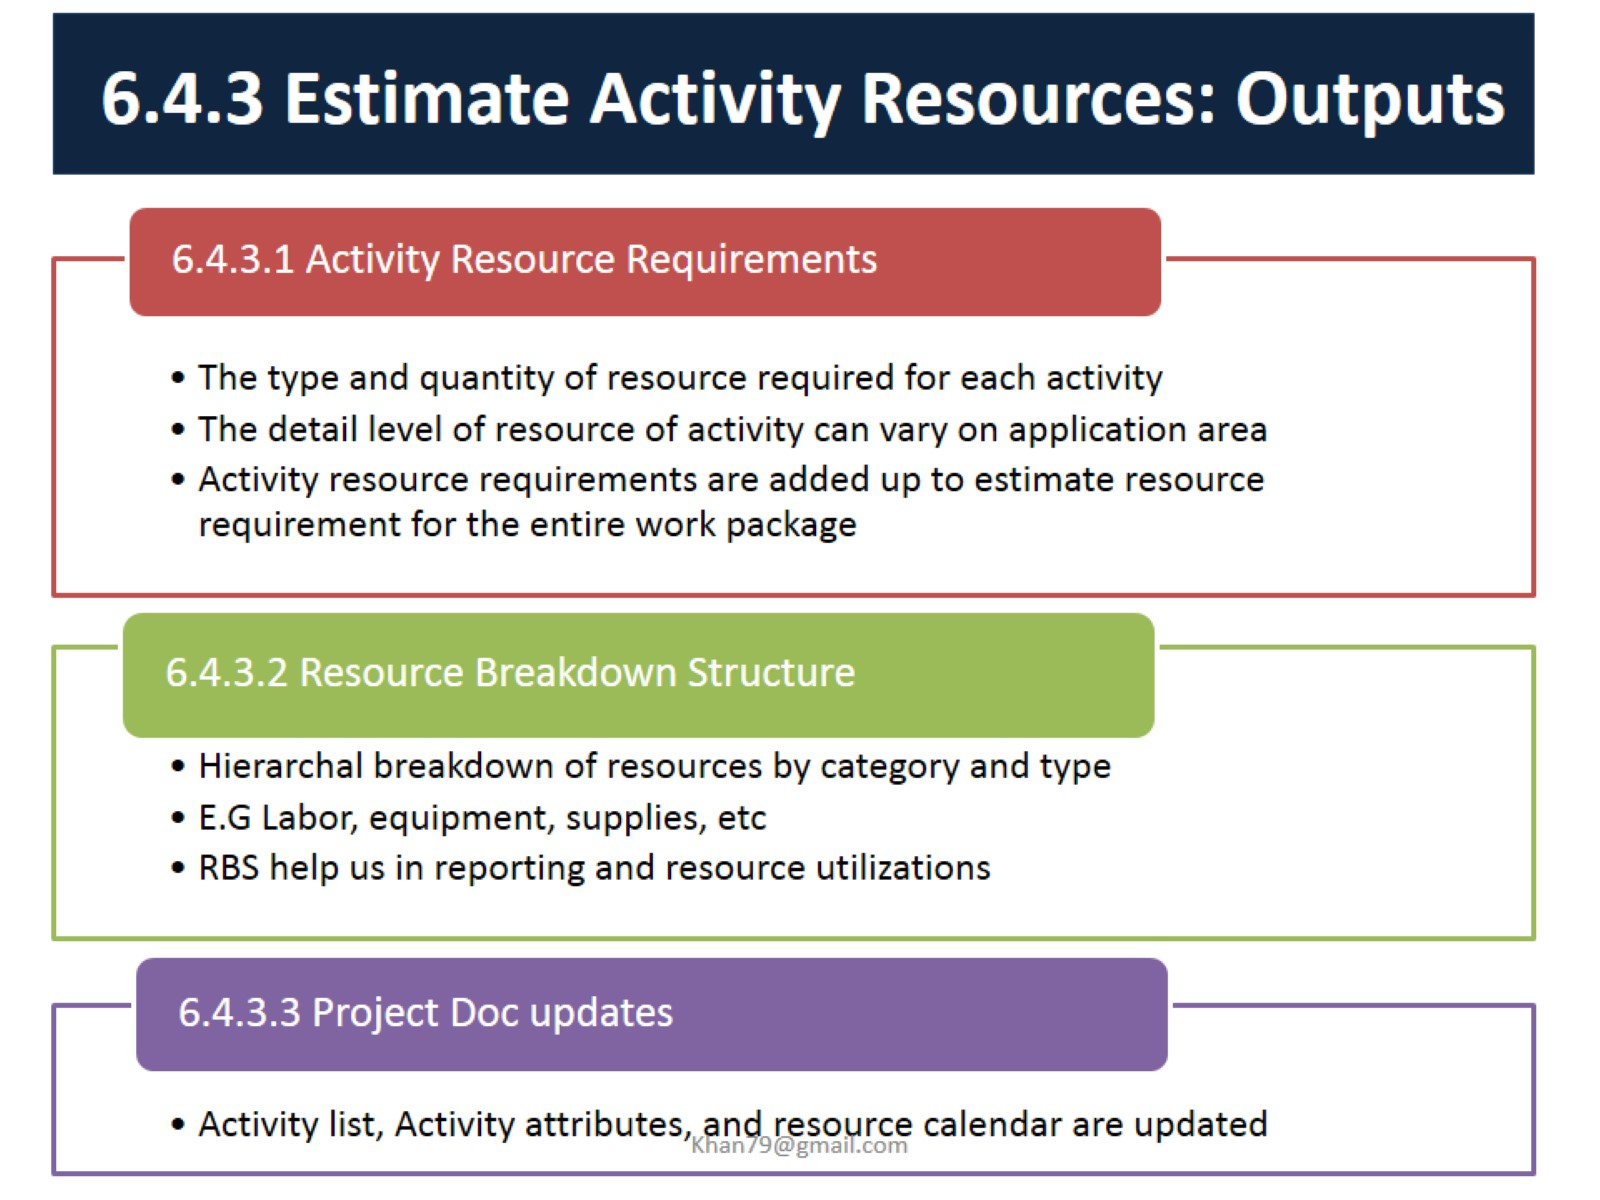 6.4.3 Estimate Activity Resources: Outputs
6.4.3.1 Activity Resource Requirements
• The type and quantity of resource required for each activity
• The detail level of resource of activity can vary on application area
• Activity resource requirements are added up to estimate resource
requirement for the entire work package
6.4.3.2 Resource Breakdown Structure
• Hierarchal breakdown of resources by category and type
• E.G Labor, equipment, supplies, etc
• RBS help us in reporting and resource utilizations
6.4.3.3 Project Doc updates
• Activity list, Activity attributes, and resource calendar are updated
Khan79@gmail.com